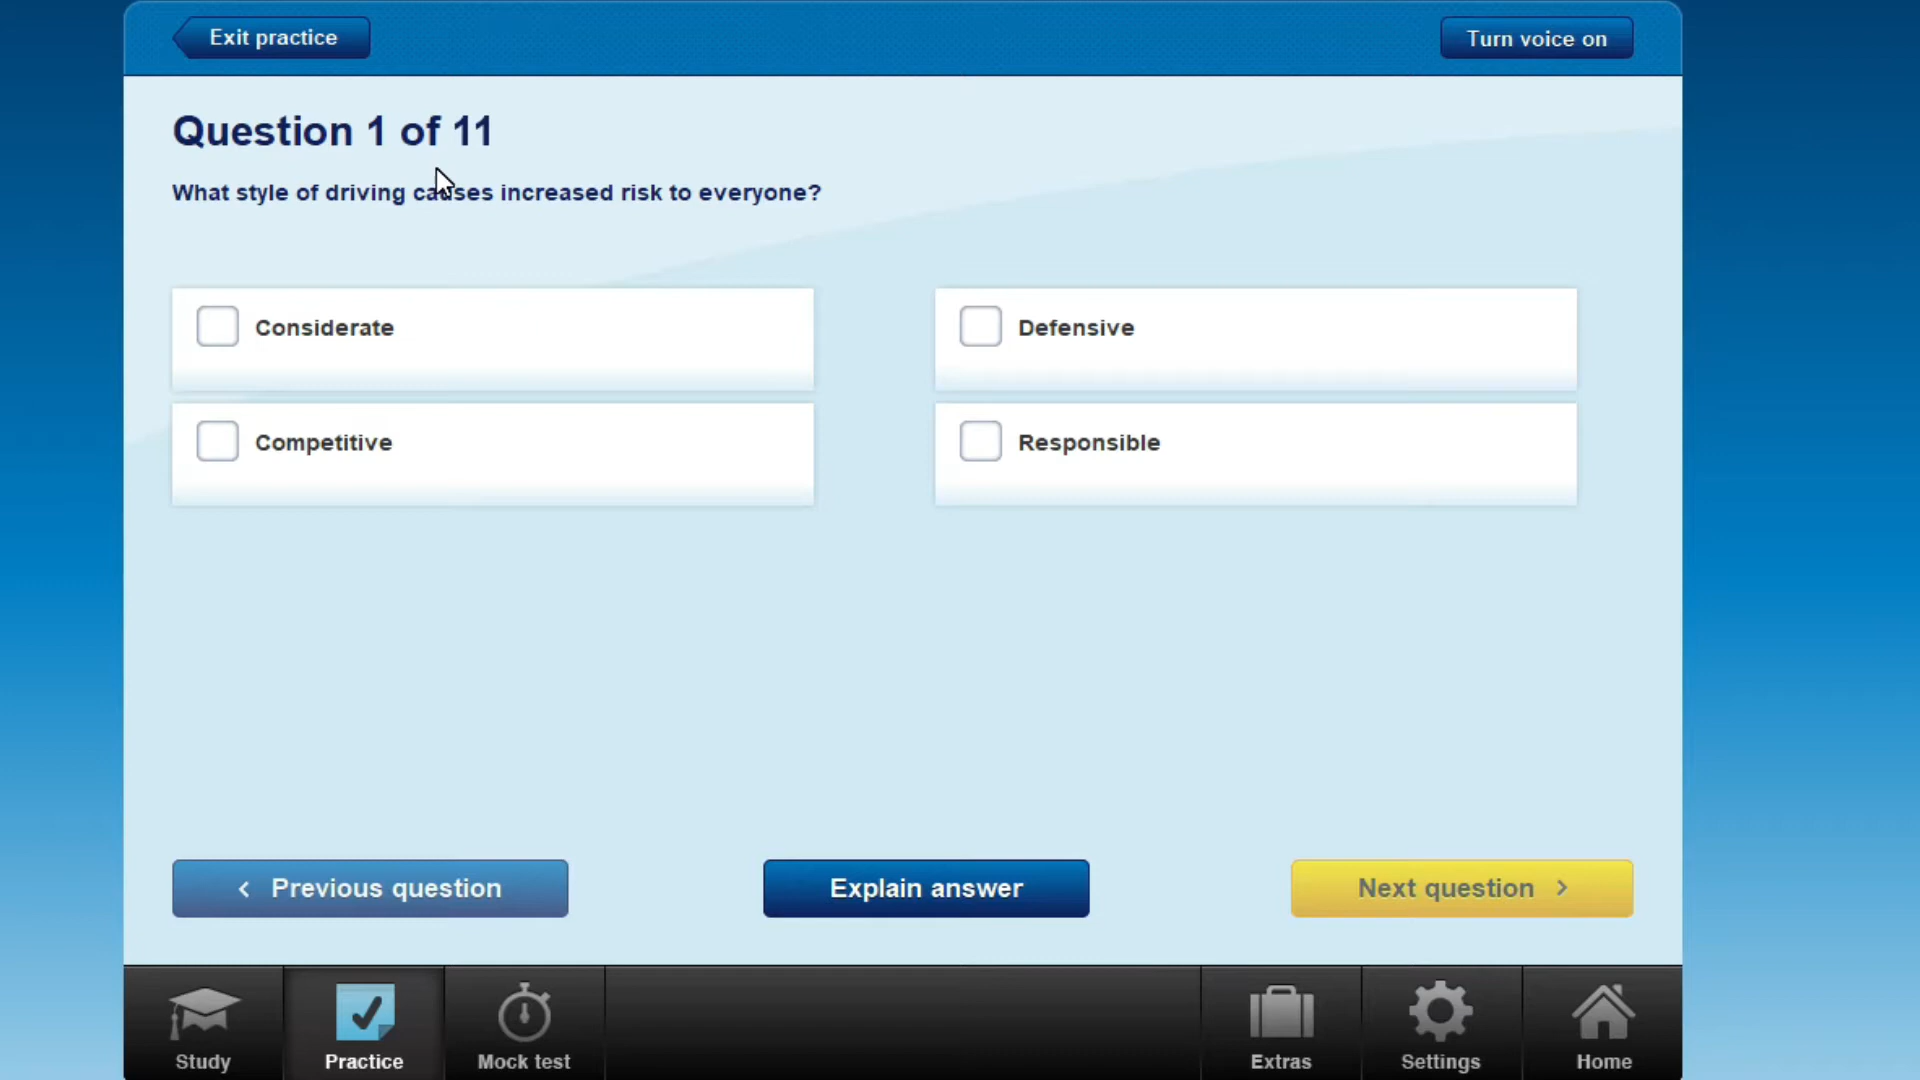 Exit practice
Turn voice on
Question 1 of 11
What style of driving causes increased risk to everyone?
Considerate
Defensive
Competitive
Responsible
Previous question
Explain answer
Next question
Study
Practice
Mock test
Extras
Settings
Home